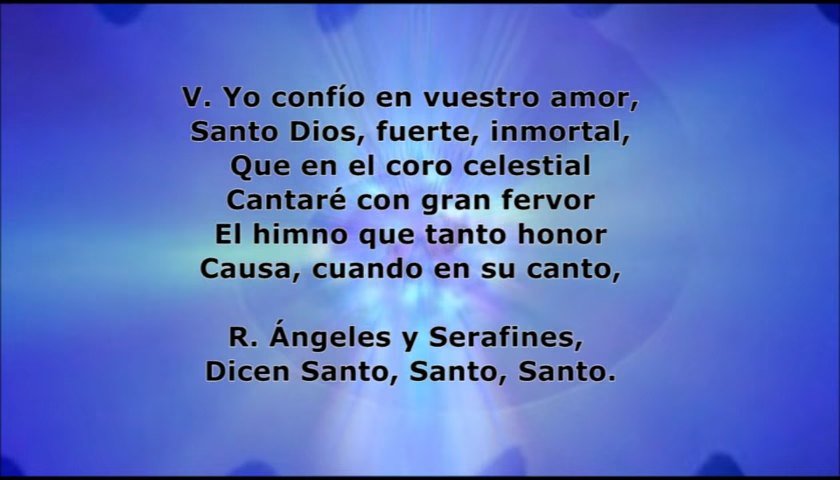 V. Yo confío en vuestro amor,
Santo Dios, fuerte, inmortal,
Que en el coro celestial
Cantaré con gran fervor
El himno que tanto honor
Causa, cuando en su canto,
R. Ángeles y Serafines,
Dicen Santo, Santo, Santo.